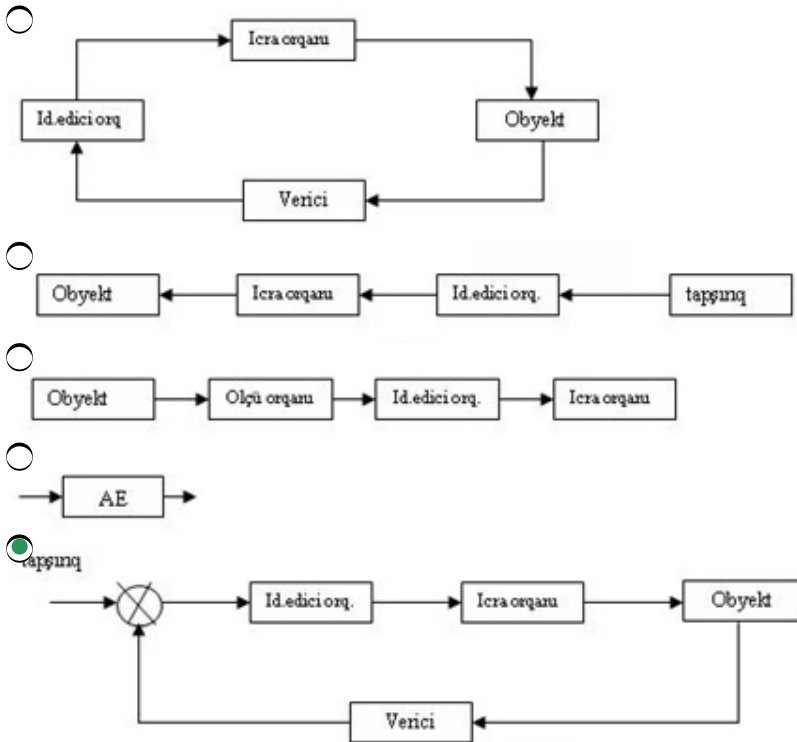 Icra orqanı
Id.edici orq
Obyekt
Verici
Obyekt
Icra orqanı
Id.edici orq.
tapşırıq
Obyekt
Olçü orqanı
Id.edici orq.
Icra orqanı
AE
tapşırıq
Id.edici orq.
Icra orqanı
Obyekt
Verici